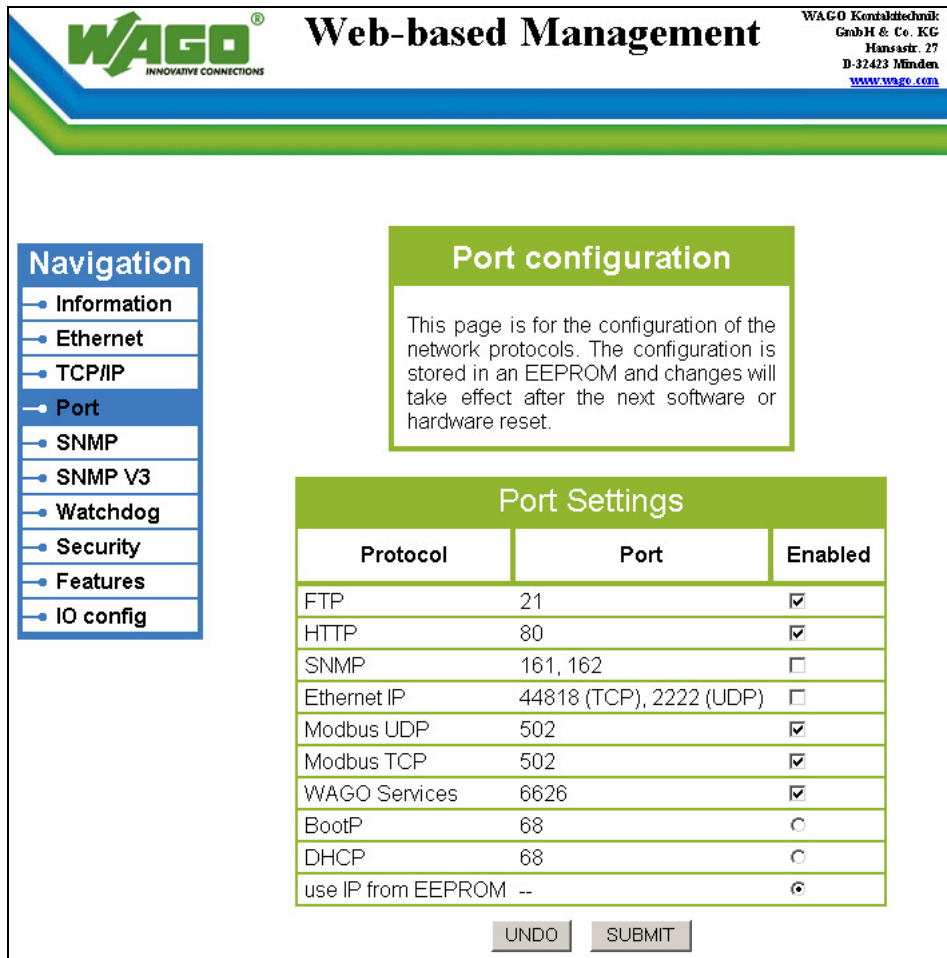 WAGO®
INNOVATIVE CONNECTIONS
Web-based Management
WAGO Kontakttechnik
GmbH & Co. KG
Hansastr. 27
D-32423 Minden
www.wago.com
Navigation
Information
Ethernet
TCP/IP
Port
SNMP
SNMP V3
Watchdog
Security
Features
IO config
Port configuration
This page is for the configuration of the
network protocols. The configuration is
stored in an EEPROM and changes will
take effect after the next software or
hardware reset.
Port Settings
Protocol Port Enabled
FTP 21
HTTP 80
SNMP 161, 162
Ethernet IP 44818 (TCP), 2222 (UDP)
Modbus UDP 502
Modbus TCP 502
WAGO Services 6626
BootP 68
DHCP 68
use IP from EEPROM --
UNDO SUBMIT